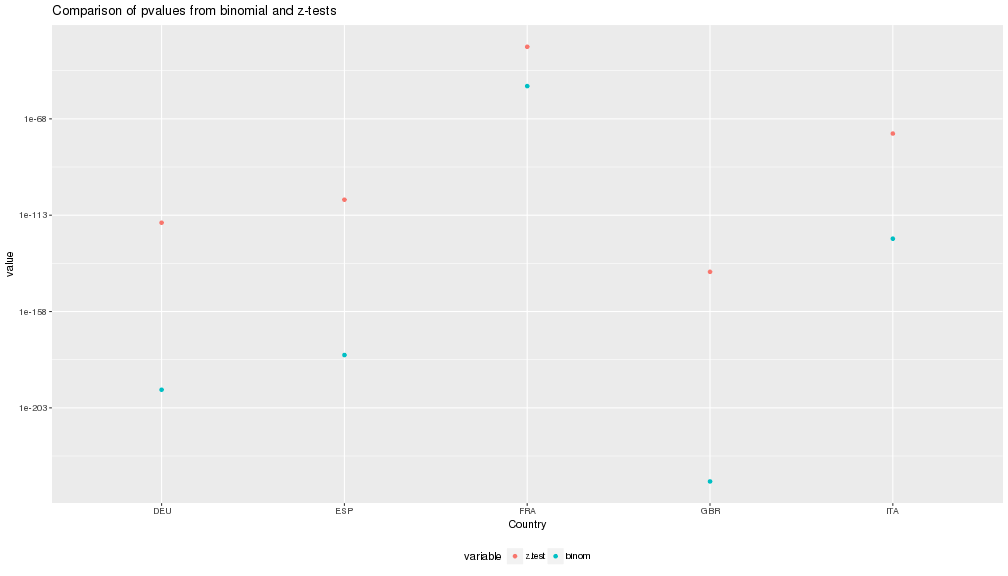 Comparison of pvalues from binomial and z-tests
value
1e-68
1e-113
1e-158
1e-203
DEU
ESP
FRA
GBR
ITA
Country
variable z.test binom